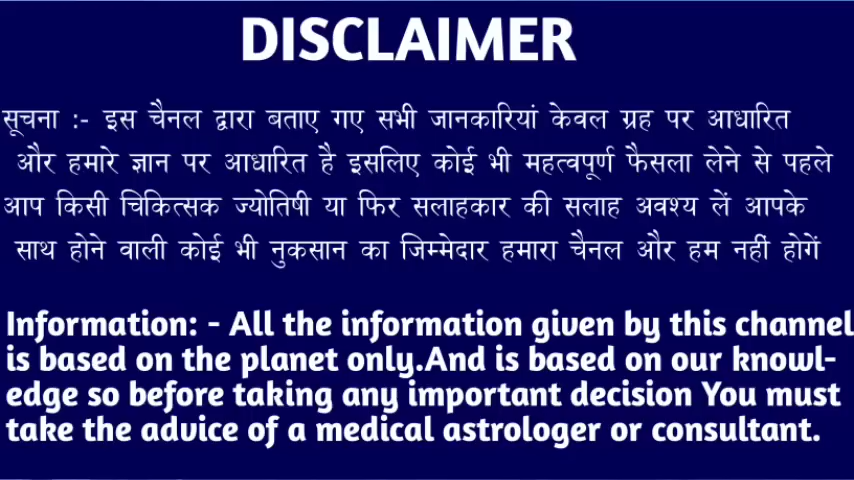 DISCLAIMER
सूचना :- इस चैनल द्वारा बताए गए सभी जानकारियां केवल ग्रह पर आधारित
और हमारे ज्ञान पर आधारित है इसलिए कोई भी महत्वपूर्ण फैसला लेने से पहले
आप किसी चिकित्सक ज्योतिषी या फिर सलाहकार की सलाह अवश्य लें आपके
साथ होने वाली कोई भी नुकसान का जिम्मेदार हमारा चैनल और हम नहीं होगें
Information: - All the information given by this channel
is based on the planet only.And is based on our knowl-
edge so before taking any important decision You must
take the advice of a medical astrologer or consultant.